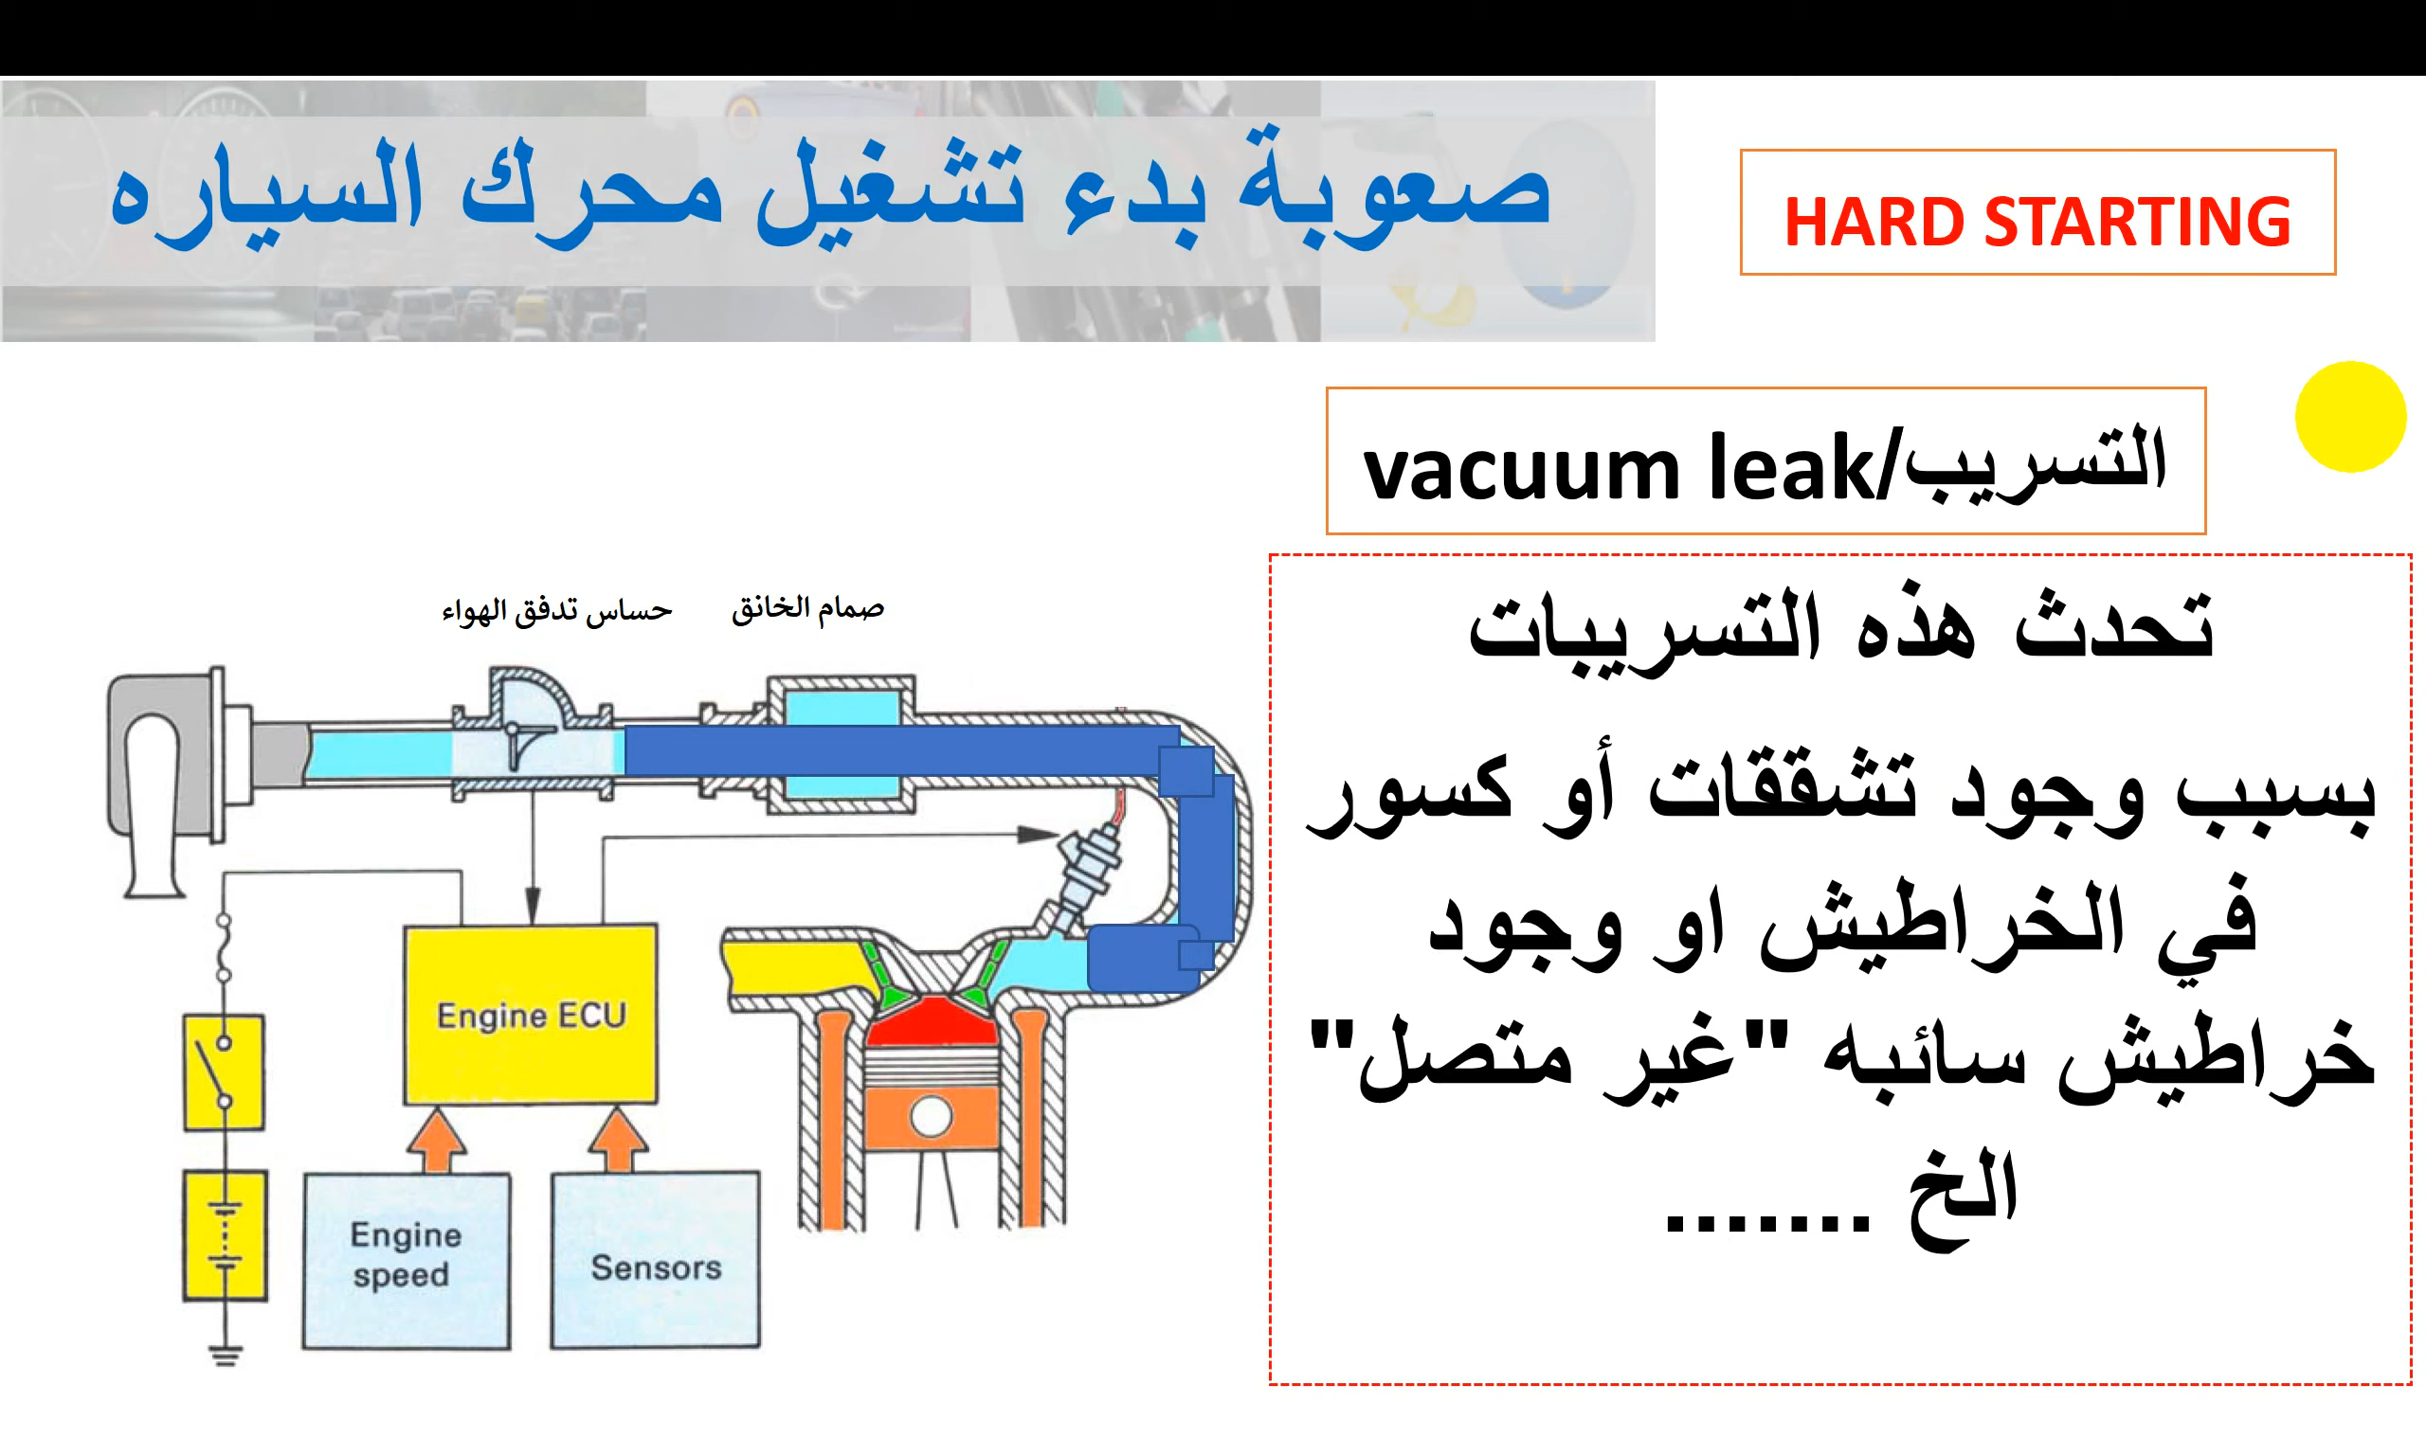 صعوبة بدء تشغيل محرك السياره
HARD STARTING
التسريب/vacuum leak
تحدث هذه التسريبات
بسبب وجود تشققات أو كسور
في الخراطيش او وجود
خراطيش سائبه "غير متصل"
الخ .......
حساس تدفق الهواء
صمام الخانق
Engine ECU
Engine
speed
Sensors